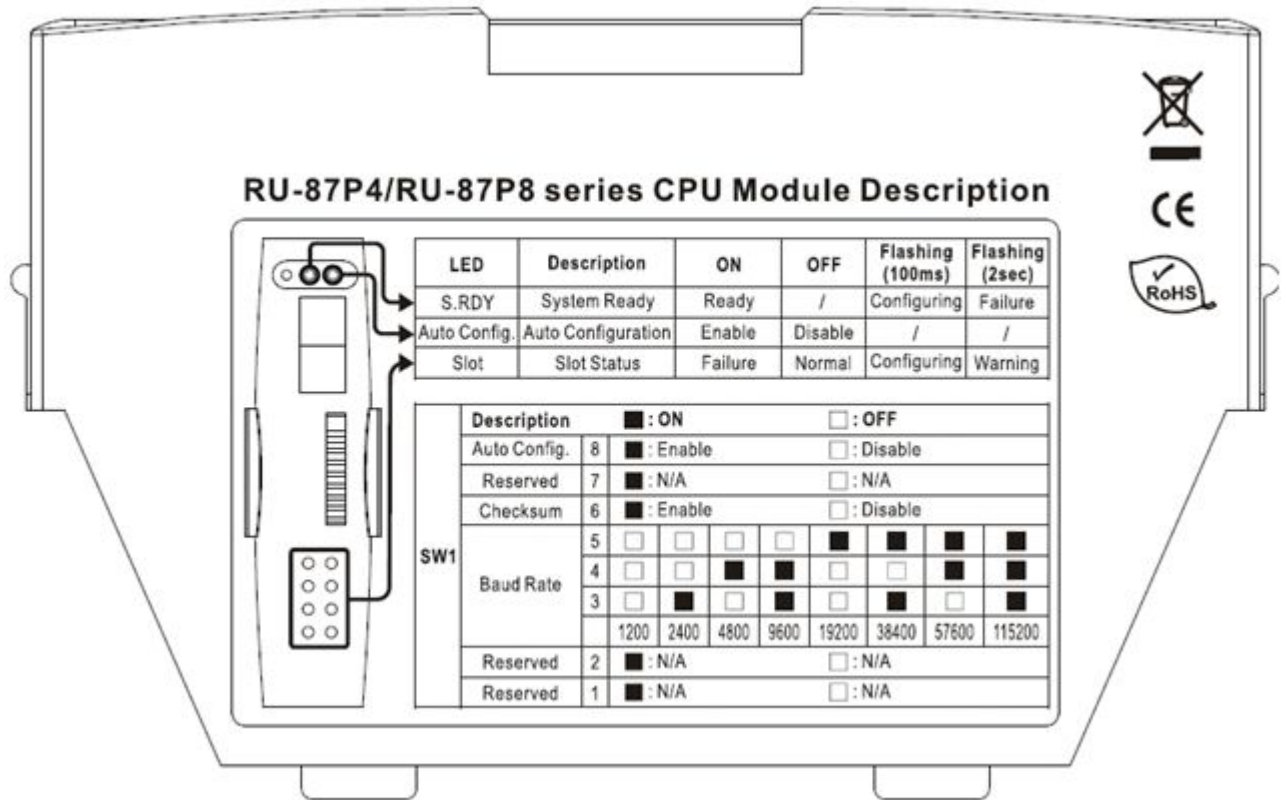 RU-87P4/RU-87P8 series CPU Module Description
CE
RoHS
LED Description ON OFF Flashing (100ms) Flashing (2sec)
S.RDY System Ready Ready / Configuring Failure
Auto Config. Auto Configuration Enable Disable / /
Slot Slot Status Failure Normal Configuring Warning
SW1
Description ■ : ON □ : OFF
Auto Config. 8 ■ : Enable □ : Disable
Reserved 7 ■ : N/A □ : N/A
Checksum 6 ■ : Enable □ : Disable
Baud Rate
5 □ □ □ □ ■ ■ ■ ■
4 □ □ ■ ■ □ □ ■ ■
3 □ ■ □ ■ □ ■ □ ■
1200 2400 4800 9600 19200 38400 57600 115200
Reserved 2 ■ : N/A □ : N/A
Reserved 1 ■ : N/A □ : N/A